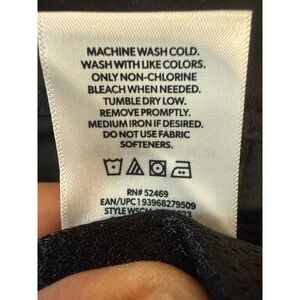 MACHINE WASH COLD.
WASH WITH LIKE COLORS.
ONLY NON-CHLORINE
BLEACH WHEN NEEDED.
TUMBLE DRY LOW.
REMOVE PROMPTLY.
MEDIUM IRON IF DESIRED.
DO NOT USE FABRIC
SOFTENERS.
RN# 52469
EAN/UPC 193968279509
STYLE